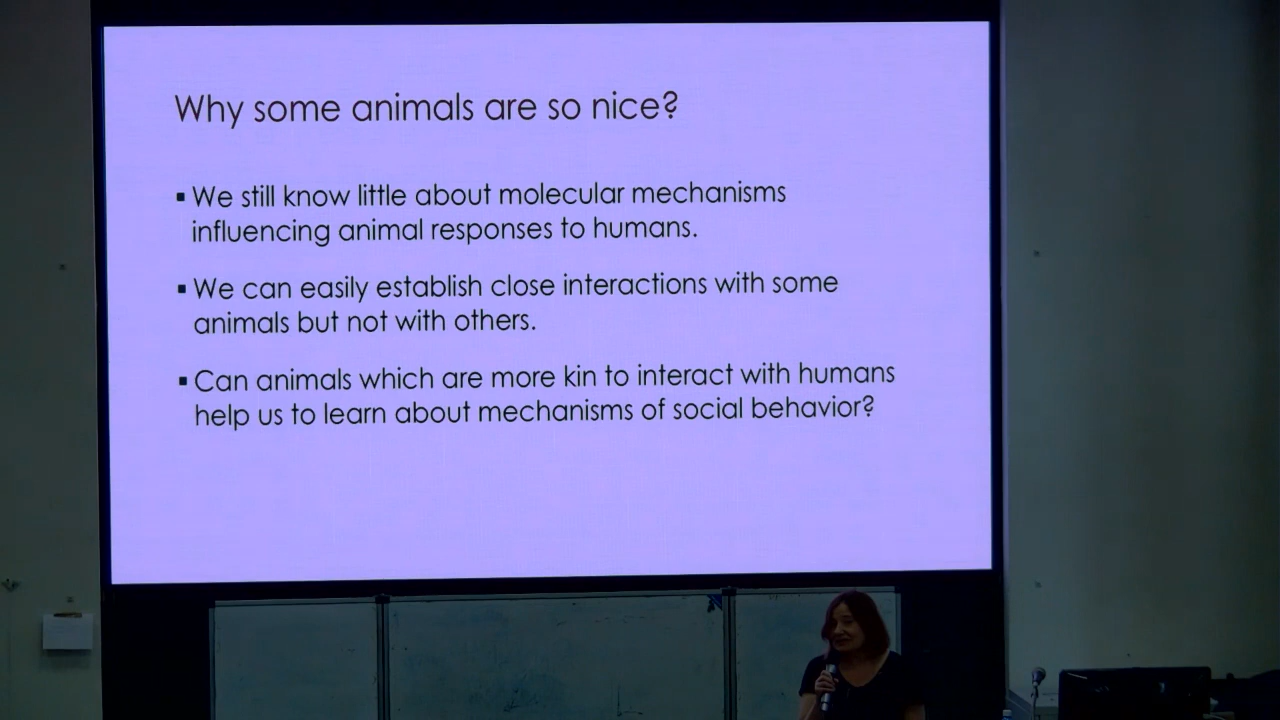 Why some animals are so nice?
▪ We still know little about molecular mechanisms
influencing animal responses to humans.
▪ We can easily establish close interactions with some
animals but not with others.
▪ Can animals which are more kin to interact with humans
help us to learn about mechanisms of social behavior?